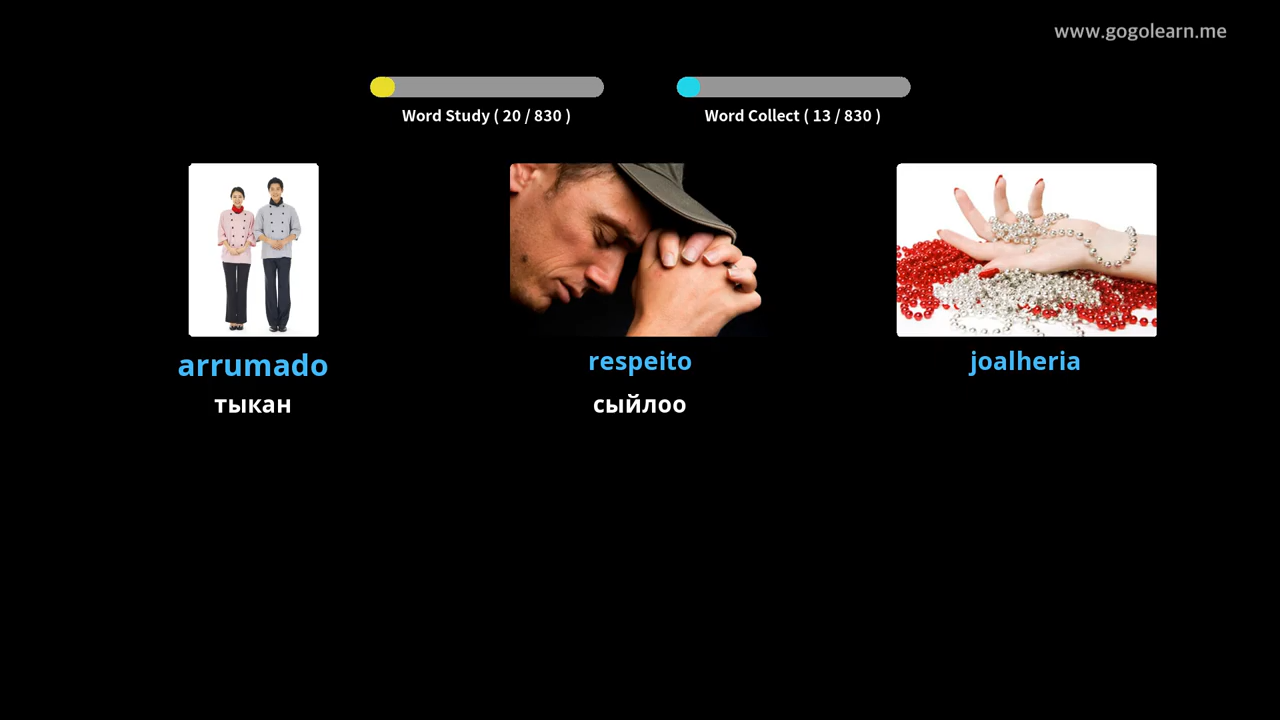 www.gogolearn.me
Word Study ( 20 / 830 )
Word Collect ( 13 / 830 )
arrumado
respeito
joalheria
тыкан
сыйлоо